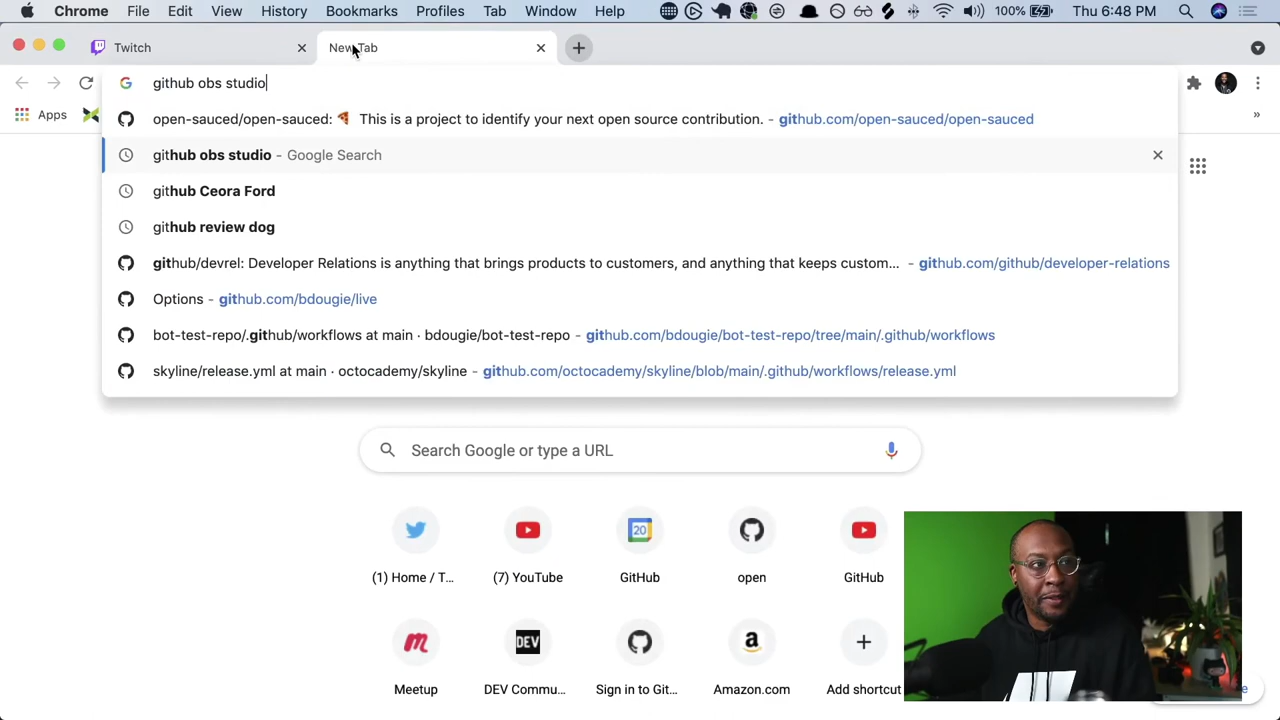 Chrome File Edit View History Bookmarks Profiles Tab Window Help 100% Thu 6:48 PM
Twitch New Tab
github obs studio
Apps »
open-sauced/open-sauced: 🍕 This is a project to identify your next open source contribution. - github.com/open-sauced/open-sauced
github obs studio - Google Search
github Ceora Ford
github review dog
github/devrel: Developer Relations is anything that brings products to customers, and anything that keeps custom... - github.com/github/developer-relations
Options - github.com/bdougie/live
bot-test-repo/.github/workflows at main · bdougie/bot-test-repo - github.com/bdougie/bot-test-repo/tree/main/.github/workflows
skyline/release.yml at main · octocademy/skyline - github.com/octocademy/skyline/blob/main/.github/workflows/release.yml
Search Google or type a URL
20
(1) Home / T... (7) YouTube GitHub open GitHub
DEV
Meetup DEV Commu... Sign in to Git... Amazon.com Add shortcut